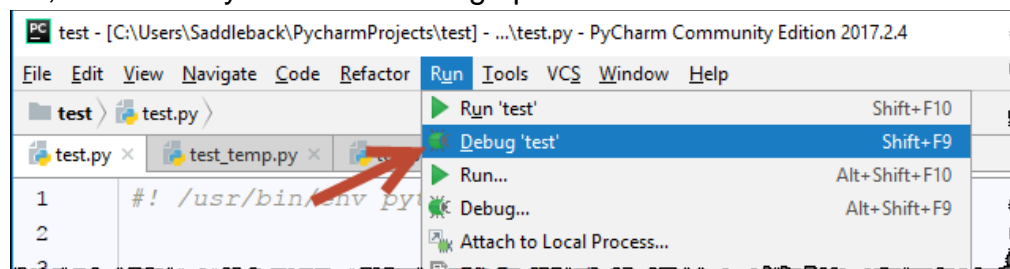 test - [C:\Users\Saddleback\PycharmProjects\test] - ...\test.py - PyCharm Community Edition 2017.2.4
File Edit View Navigate Code Refactor Run Tools VCS Window Help
test test.py
Run 'test' Shift+F10
test.py test_temp.py
Debug 'test' Shift+F9
Run... Alt+Shift+F10
1 #! /usr/bin/env
Debug... Alt+Shift+F9
2
Attach to Local Process...